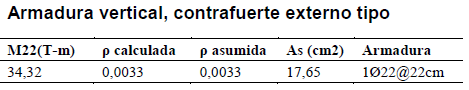 Armadura vertical, contrafuerte externo tipo
M22(T-m) ρ calculada ρ asumida As (cm2) Armadura
34,32 0,0033 0,0033 17,65 1Ø22@22cm